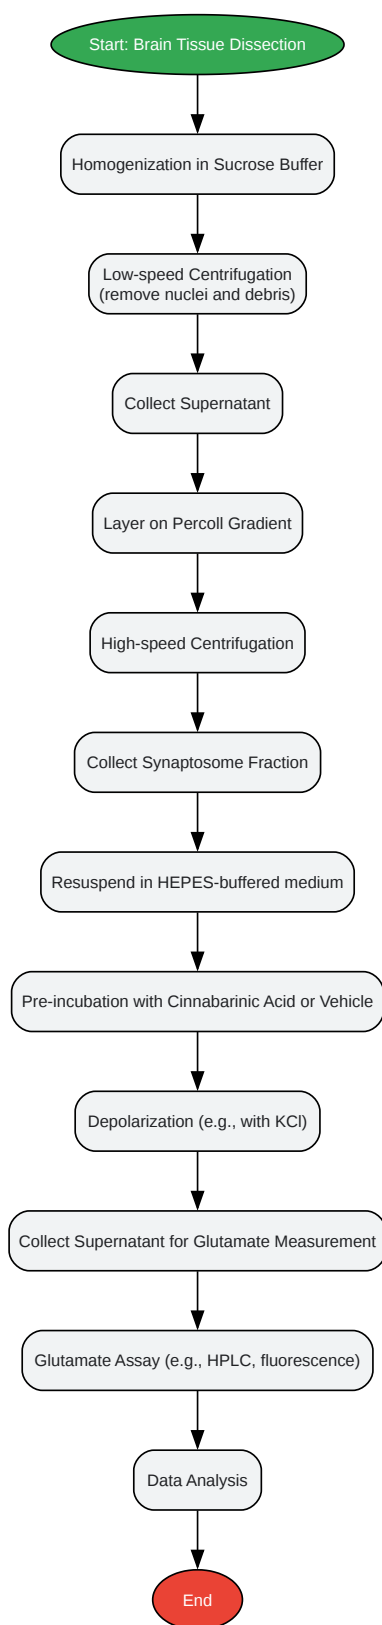 Start: Brain Tissue Dissection
Homogenization in Sucrose Buffer
Low-speed Centrifugation
(remove nuclei and debris)
Collect Supernatant
Layer on Percoll Gradient
High-speed Centrifugation
Collect Synaptosome Fraction
Resuspend in HEPES-buffered medium
Pre-incubation with Cinnabarinic Acid or Vehicle
Depolarization (e.g., with KCl)
Collect Supernatant for Glutamate Measurement
Glutamate Assay (e.g., HPLC, fluorescence)
Data Analysis
End